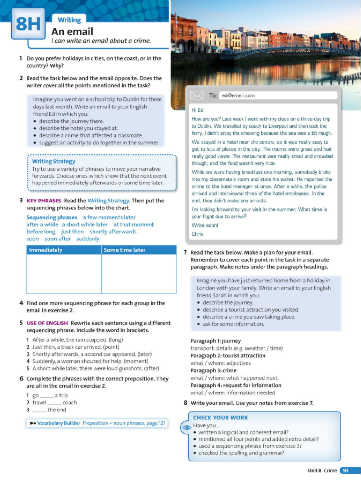 8H
Writing
An email
I can write an email about a crime.
1 Do you prefer holidays in cities, on the coast, or in the
country? Why?
2 Read the task below and the email opposite. Does the
writer cover all the points mentioned in the task?
Imagine you went on a school trip to Dublin for three
days last month. Write an email to your English
friend Ed in which you:
• describe the journey there.
• describe the hotel you stayed at.
• describe a crime that affected a classmate.
• suggest an activity to do together in the summer.
Writing Strategy
Try to use a variety of phrases to move your narrative
forwards. Choose ones which show that the next event
happened immediately afterwards or some time later.
3 KEY PHRASES Read the Writing Strategy. Then put the
sequencing phrases below into the chart.
Sequencing phrases a few moments later
after a while a short while later at that moment
before long just then shortly afterwards
soon soon after suddenly
Immediately Some time later
4 Find one more sequencing phrase for each group in the
email in exercise 2.
5 USE OF ENGLISH Rewrite each sentence using a different
sequencing phrase. Include the word in brackets.
1 After a while, the rain stopped. (long)
2 Just then, a black car arrived. (point)
3 Shortly afterwards, a second car appeared. (later)
4 Suddenly, a woman shouted for help. (moment)
5 A short while later, there were loud gunshots. (after)
6 Complete the phrases with the correct preposition. They
are all in the email in exercise 2.
1 go ____ a trip
2 travel ____ coach
3 ____ the end
Vocabulary Builder Preposition + noun phrases: page 121
To:
Hi Ed
How are you? Last week I went with my class on a three-day trip
to Dublin. We travelled by coach to Liverpool and then took the
ferry. I didn't enjoy the crossing because the sea was a bit rough.
We stayed in a hotel near the centre, so it was really easy to
get to lots of places in the city. The rooms were great and had
really good views. The restaurant was really small and crowded
though, and the food wasn't very nice.
While we were having breakfast one morning, somebody broke
into my classmate's room and stole his wallet. He reported the
crime to the hotel manager at once. After a while, the police
arrived and interviewed three of the hotel employees. In the
end, they didn't make any arrests.
I'm looking forward to your visit in the summer. What time is
your flight due to arrive?
Write soon!
Chris
7 Read the task below. Make a plan for your email.
Remember to cover each point in the task in a separate
paragraph. Make notes under the paragraph headings.
Imagine you have just returned home from a holiday in
London with your family. Write an email to your English
friend Sarah in which you:
• describe the journey.
• describe a tourist attraction you visited.
• describe a crime you saw taking place.
• ask for some information.
Paragraph 1: journey
transport: details (e.g. weather / time)
Paragraph 2: tourist attraction
what / where: adjectives
Paragraph 3: crime
what / where: what happened next
Paragraph 4: request for information
what / where: information needed
8 Write your email. Use your notes from exercise 7.
CHECK YOUR WORK
Have you ...
• written a logical and coherent email?
• mentioned all four points and added extra detail?
• used a sequencing phrase from exercise 3?
• checked the spelling and grammar?
Unit 8 Crime 91